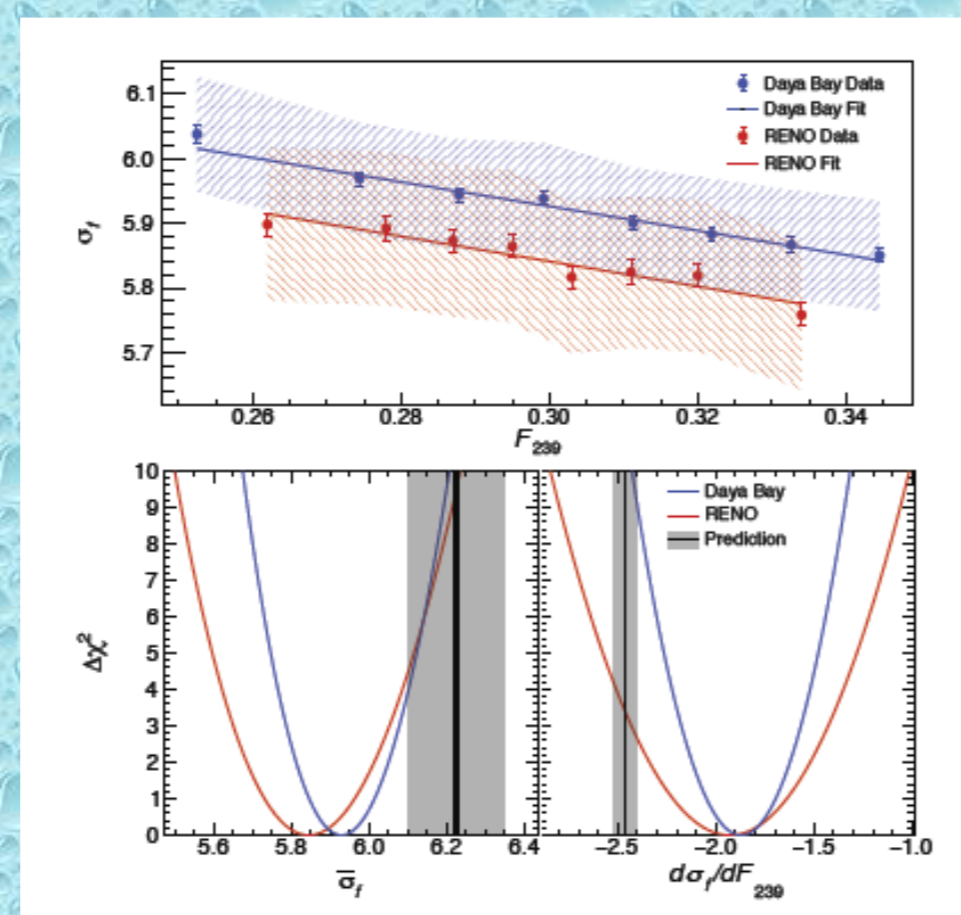 σf
6.1
6.0
5.9
5.8
5.7
Daya Bay Data
Daya Bay Fit
RENO Data
RENO Fit
0.26 0.28 0.30 0.32 0.34
F239
Δχ²
10
9
8
7
6
5
4
3
2
1
0
5.6 5.8 6.0 6.2 6.4
σ̄f
Daya Bay
RENO
Prediction
−2.5 −2.0 −1.5 −1.0
dσf/dF239